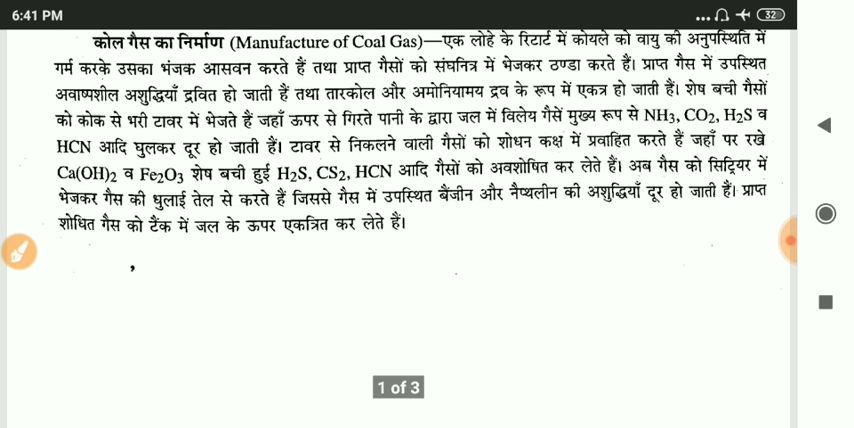 6:41 PM
32
कोल गैस का निर्माण (Manufacture of Coal Gas)—एक लोहे के रिटार्ट में कोयले को वायु की अनुपस्थिति में
गर्म करके उसका भंजक आसवन करते हैं तथा प्राप्त गैसों को संघनित्र में भेजकर ठण्डा करते हैं। प्राप्त गैस में उपस्थित
अवाष्पशील अशुद्धियाँ द्रवित हो जाती हैं तथा तारकोल और अमोनियामय द्रव के रूप में एकत्र हो जाती हैं। शेष बची गैसों
को कोक से भरी टावर में भेजते हैं जहाँ ऊपर से गिरते पानी के द्वारा जल में विलेय गैसें मुख्य रूप से NH₃, CO₂, H₂S व
HCN आदि घुलकर दूर हो जाती हैं। टावर से निकलने वाली गैसों को शोधन कक्ष में प्रवाहित करते हैं जहाँ पर रखे
Ca(OH)₂ व Fe₂O₃ शेष बची हुई H₂S, CS₂, HCN आदि गैसों को अवशोषित कर लेते हैं। अब गैस को सिट्रियर में
भेजकर गैस की धुलाई तेल से करते हैं जिससे गैस में उपस्थित बैंजीन और नैफ्थलीन की अशुद्धियाँ दूर हो जाती हैं। प्राप्त
शोधित गैस को टैंक में जल के ऊपर एकत्रित कर लेते हैं।
1 of 3